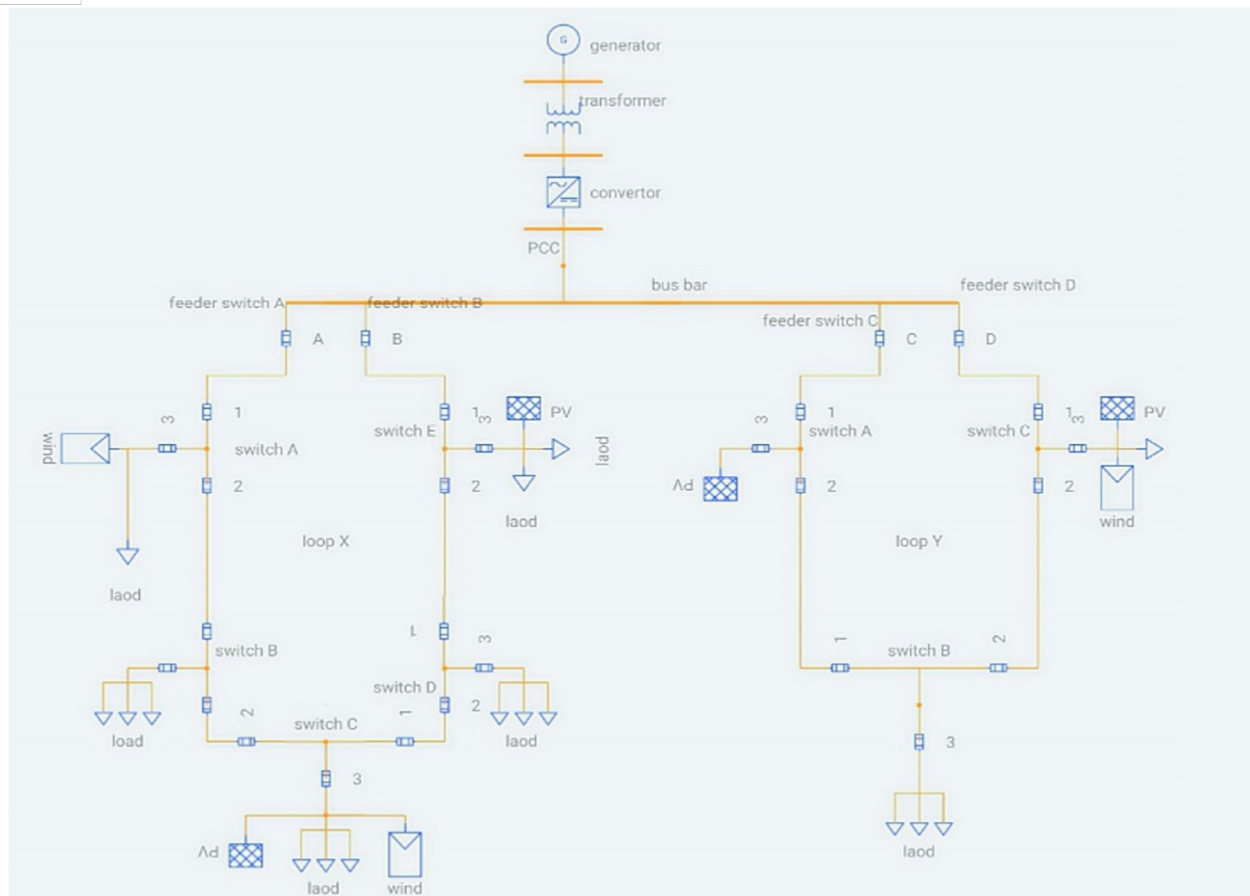 G
generator
transformer
convertor
PCC
bus bar
feeder switch D
feeder switch A
feeder switch B
feeder switch C
A
B
C
D
3
1
1
3
PV
3
1
1
3
PV
wind
switch A
switch E
laod
switch A
switch C
2
2
laod
PV
2
2
wind
loop X
loop Y
laod
1
3
1
2
switch B
switch B
switch D
2
2
1
switch C
load
laod
3
3
PV
laod
wind
laod